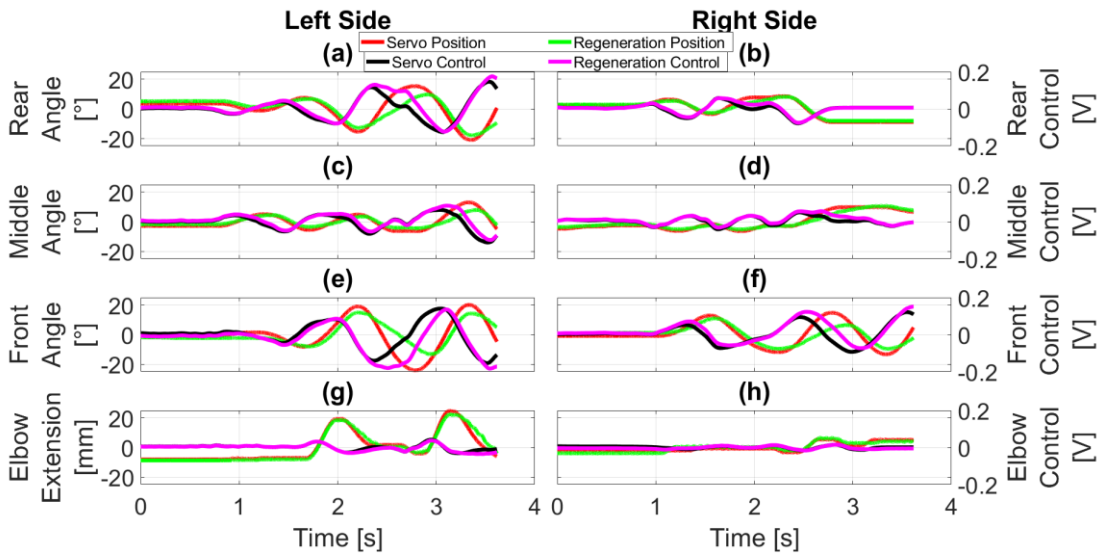 Left Side Right Side
Servo Position Regeneration Position
Servo Control Regeneration Control
(a) (b)
Rear Angle [°] 20 0 -20 0.2 0 -0.2 Rear Control [V]
(c) (d)
Middle Angle [°] 20 0 -20 0.2 0 -0.2 Middle Control [V]
(e) (f)
Front Angle [°] 20 0 -20 0.2 0 -0.2 Front Control [V]
(g) (h)
Elbow Extension [mm] 20 0 -20 0.2 0 -0.2 Elbow Control [V]
0 1 2 3 4 0 1 2 3 4
Time [s] Time [s]